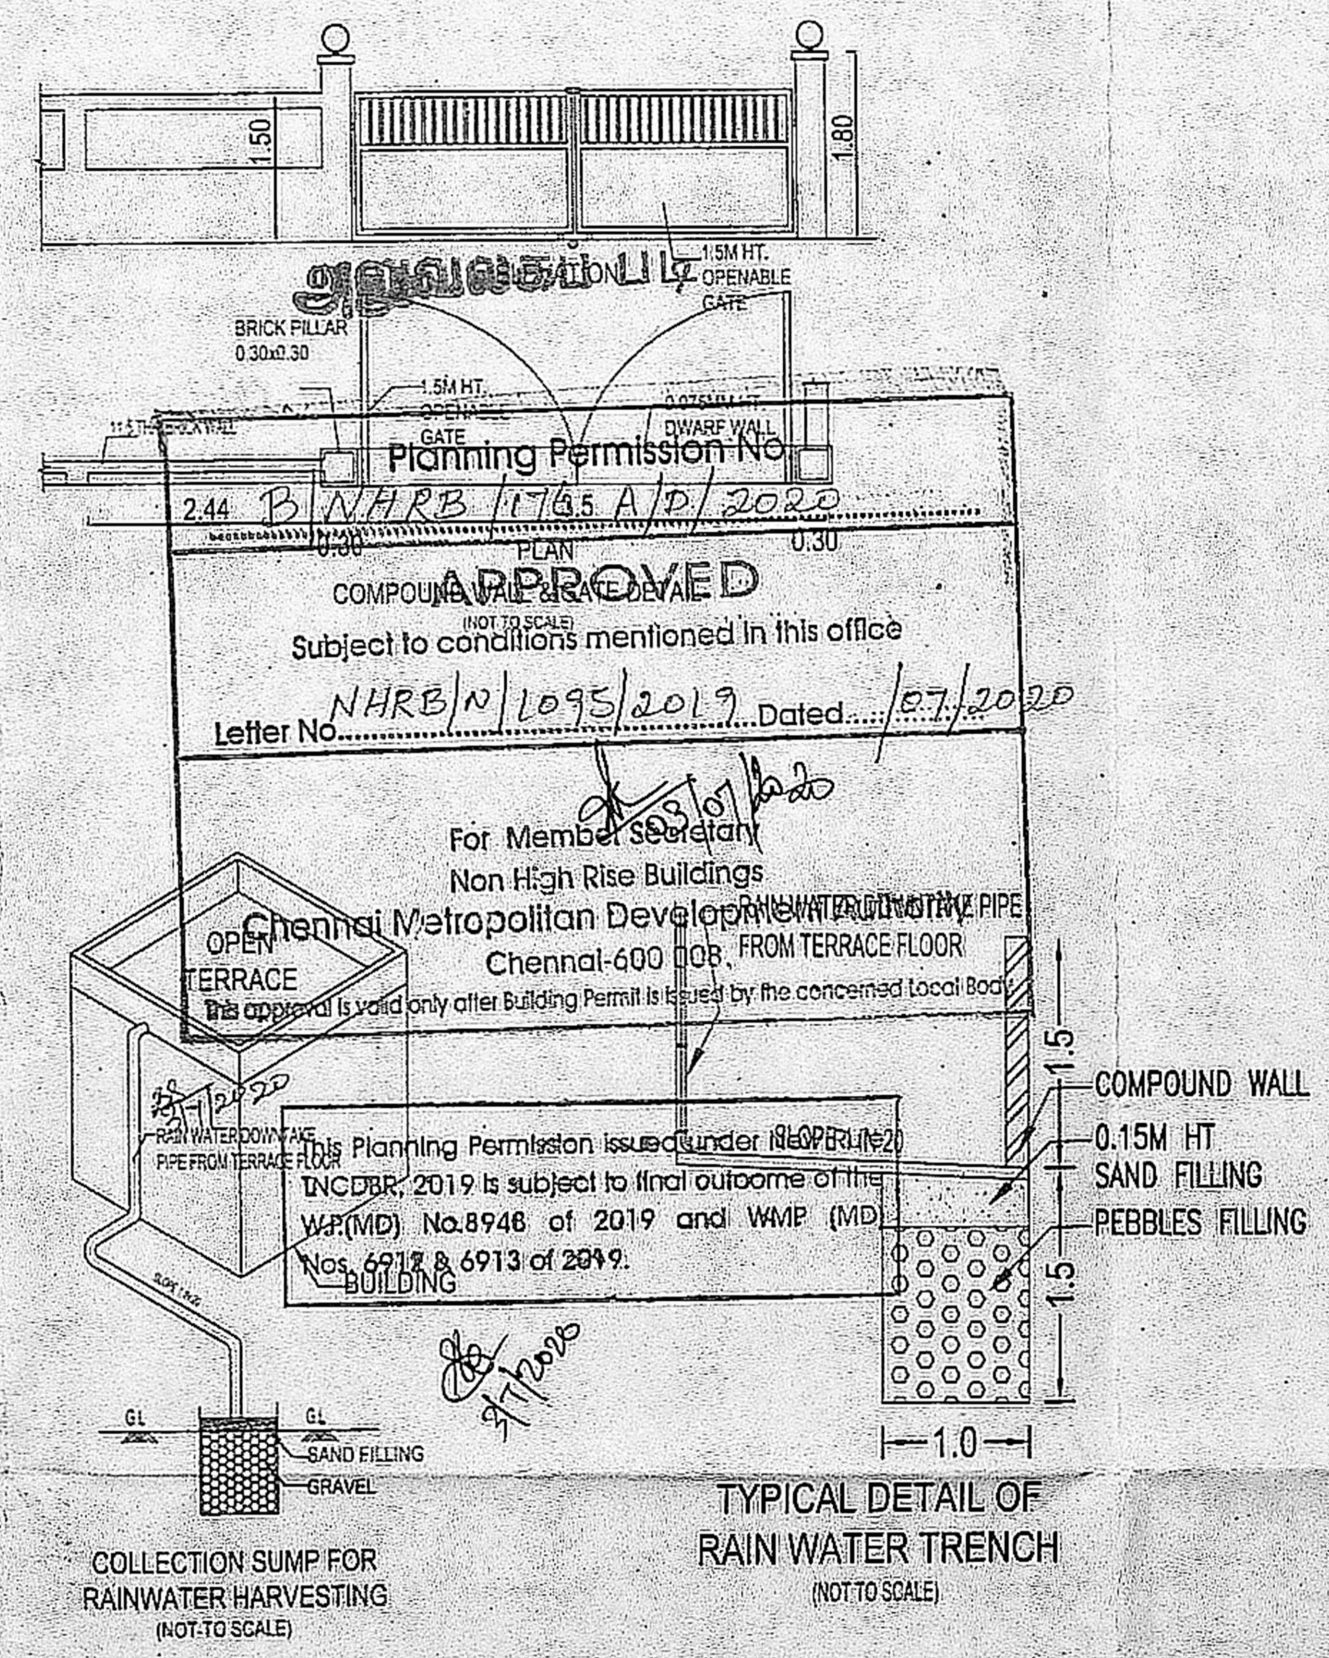 1.50
1.80
1.5M HT.
OPENABLE
GATE
BRICK PILLAR
0.30x0.30
1.5M HT.
OPENABLE
GATE
DWARF WALL
Planning Permission No
2.44
B/NHRB/176 A/D/2020
0.30
0.30
PLAN
APPROVED
COMPOUND WALL & GATE DETAIL
(NOT TO SCALE)
Subject to conditions mentioned in this office
Letter No. NHRB/N/1095/2019 Dated /07/2020
03/07/2020
For Member Secretary
Non High Rise Buildings
Chennai Metropolitan Development Authority
Chennai-600 008.
This approval is valid only after Building Permit is issued by the concerned Local Body
RAIN WATER DOWNTAKE PIPE
FROM TERRACE FLOOR
OPEN
TERRACE
1.5
COMPOUND WALL
0.15M HT
SAND FILLING
PEBBLES FILLING
RAIN WATER DOWNTAKE
PIPE FROM TERRACE FLOOR
This Planning Permission issued under New
TNCDBR, 2019 is subject to final outcome of the
W.P.(MD) No.8948 of 2019 and WMP (MD)
Nos. 6912 & 6913 of 2019.
BUILDING
1.5
3/7/2020
GL
GL
SAND FILLING
GRAVEL
1.0
TYPICAL DETAIL OF
RAIN WATER TRENCH
(NOT TO SCALE)
COLLECTION SUMP FOR
RAINWATER HARVESTING
(NOT-TO SCALE)